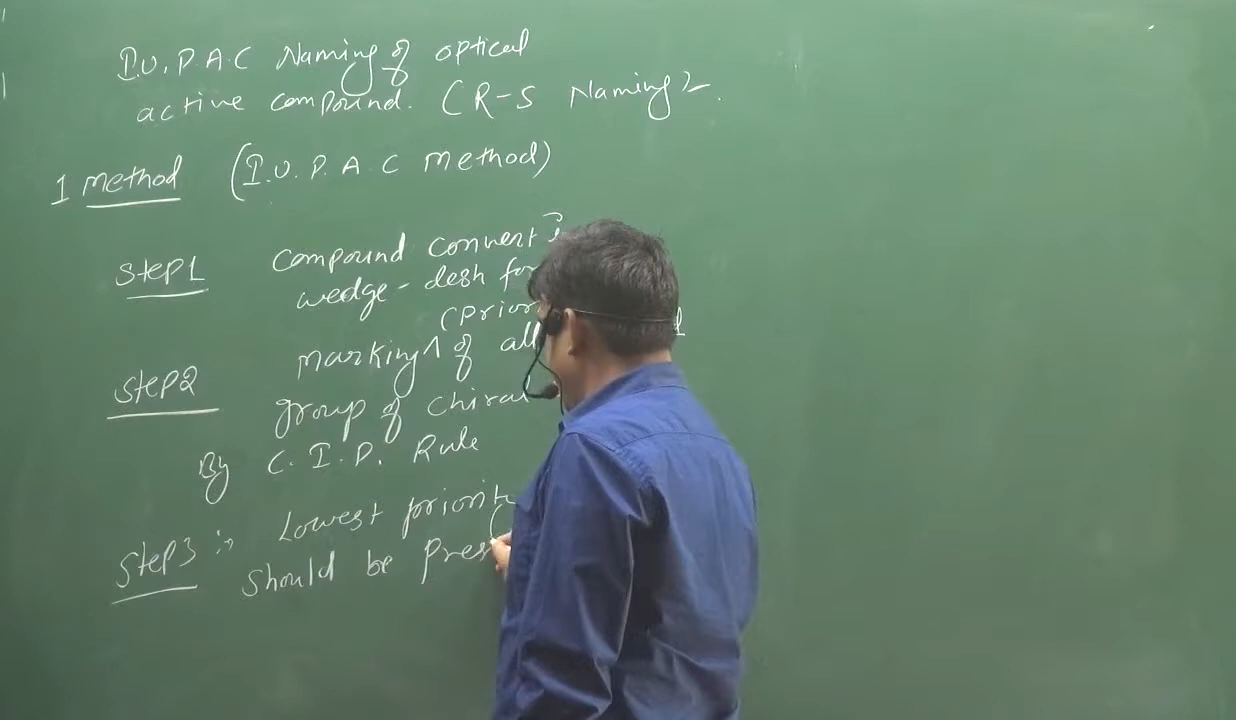 I.U.P.A.C Naming of optical
active compound. (R-S Naming)-.
1 Method (I.U.P.A.C Method)
Step1 Compound convert
wedge-desh
(Prior
marking ^ of all
Step2 group of chiral
By C.I.P. Rule
Step3:- Lowest
should be